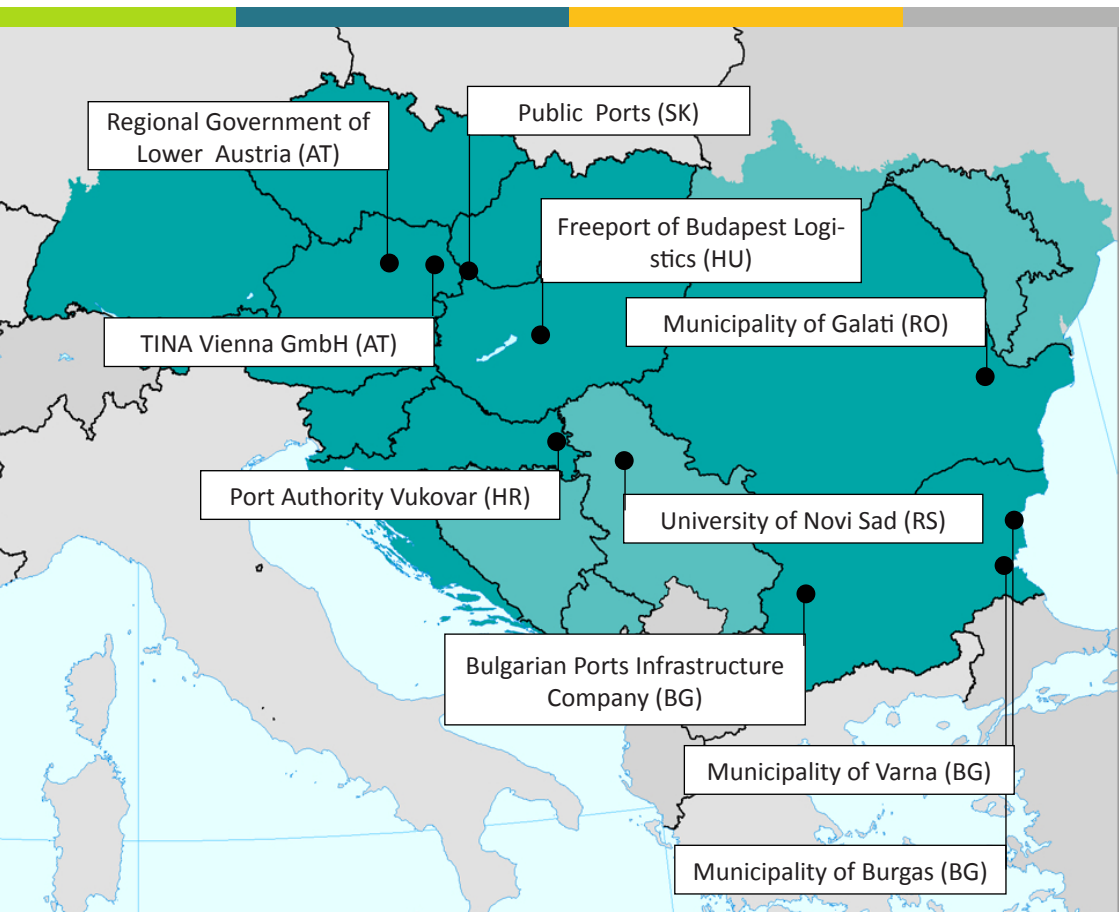 Public  Ports (SK)
Regional Government of
Lower  Austria (AT)
Freeport of Budapest Logi-
stics (HU)
Municipality of Galati (RO)
TINA Vienna GmbH (AT)
Port Authority Vukovar (HR)
University of Novi Sad (RS)
Bulgarian Ports Infrastructure
Company (BG)
Municipality of Varna (BG)
Municipality of Burgas (BG)